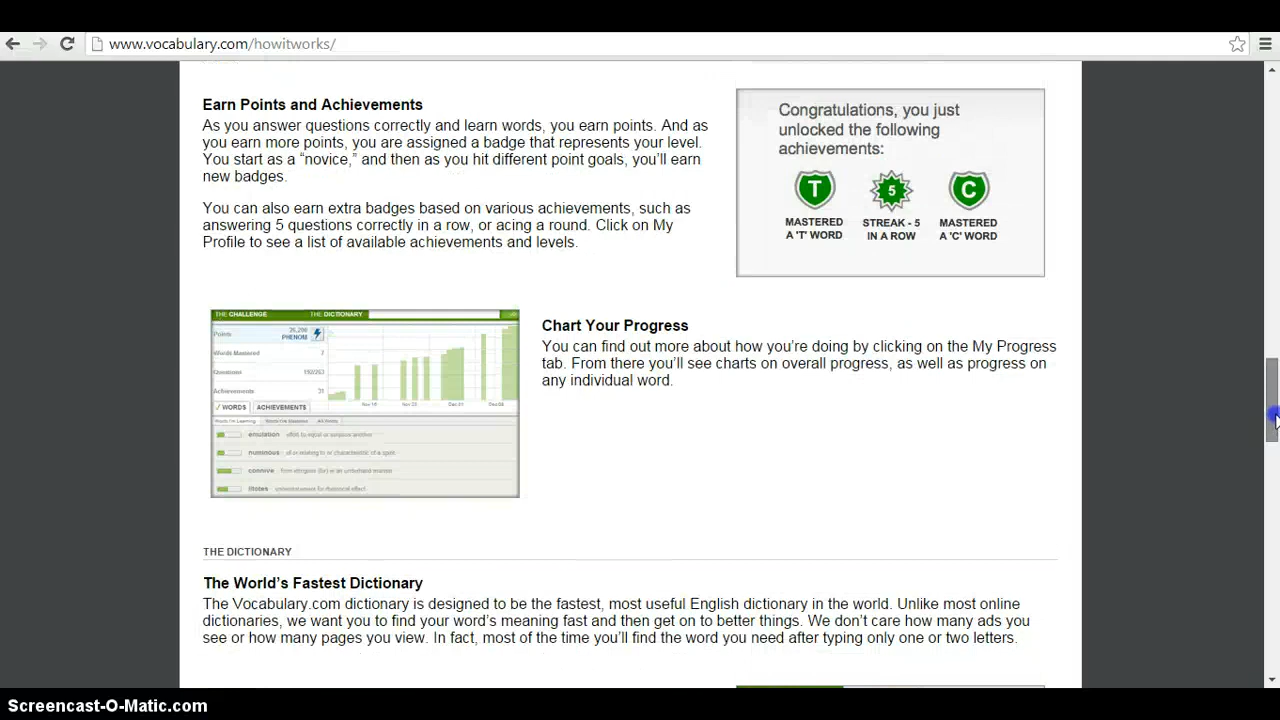 www.vocabulary.com/howitworks/
Earn Points and Achievements
As you answer questions correctly and learn words, you earn points. And as
you earn more points, you are assigned a badge that represents your level.
You start as a “novice,” and then as you hit different point goals, you’ll earn
new badges.
You can also earn extra badges based on various achievements, such as
answering 5 questions correctly in a row, or acing a round. Click on My
Profile to see a list of available achievements and levels.
Congratulations, you just
unlocked the following
achievements:
T 5 C
MASTERED STREAK - 5 MASTERED
A 'T' WORD IN A ROW A 'C' WORD
THE CHALLENGE THE DICTIONARY
Points
PHENOM
Words Mastered 7
Questions
Achievements 31
WORDS ACHIEVEMENTS
emulation
numinous
connive
litotes
Chart Your Progress
You can find out more about how you’re doing by clicking on the My Progress
tab. From there you’ll see charts on overall progress, as well as progress on
any individual word.
THE DICTIONARY
The World’s Fastest Dictionary
The Vocabulary.com dictionary is designed to be the fastest, most useful English dictionary in the world. Unlike most online
dictionaries, we want you to find your word’s meaning fast and then get on to better things. We don’t care how many ads you
see or how many pages you view. In fact, most of the time you’ll find the word you need after typing only one or two letters.
Screencast-O-Matic.com